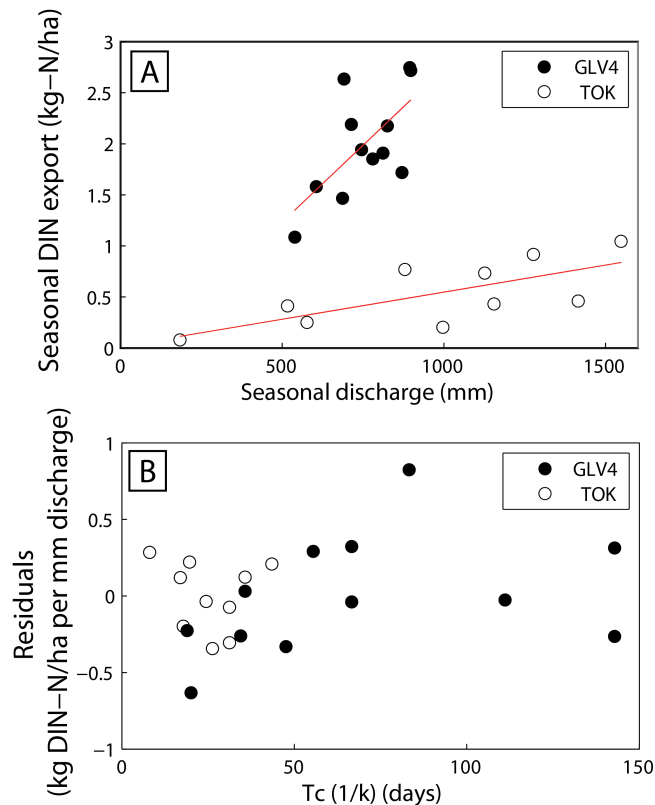 A
GLV4
TOK
3
2.5
2
1.5
1
0.5
0
Seasonal DIN export (kg−N/ha)
0 500 1000 1500
Seasonal discharge (mm)
B
GLV4
TOK
1
0.5
0
−0.5
−1
Residuals
(kg DIN−N/ha per mm discharge)
0 50 100 150
Tc (1/k) (days)